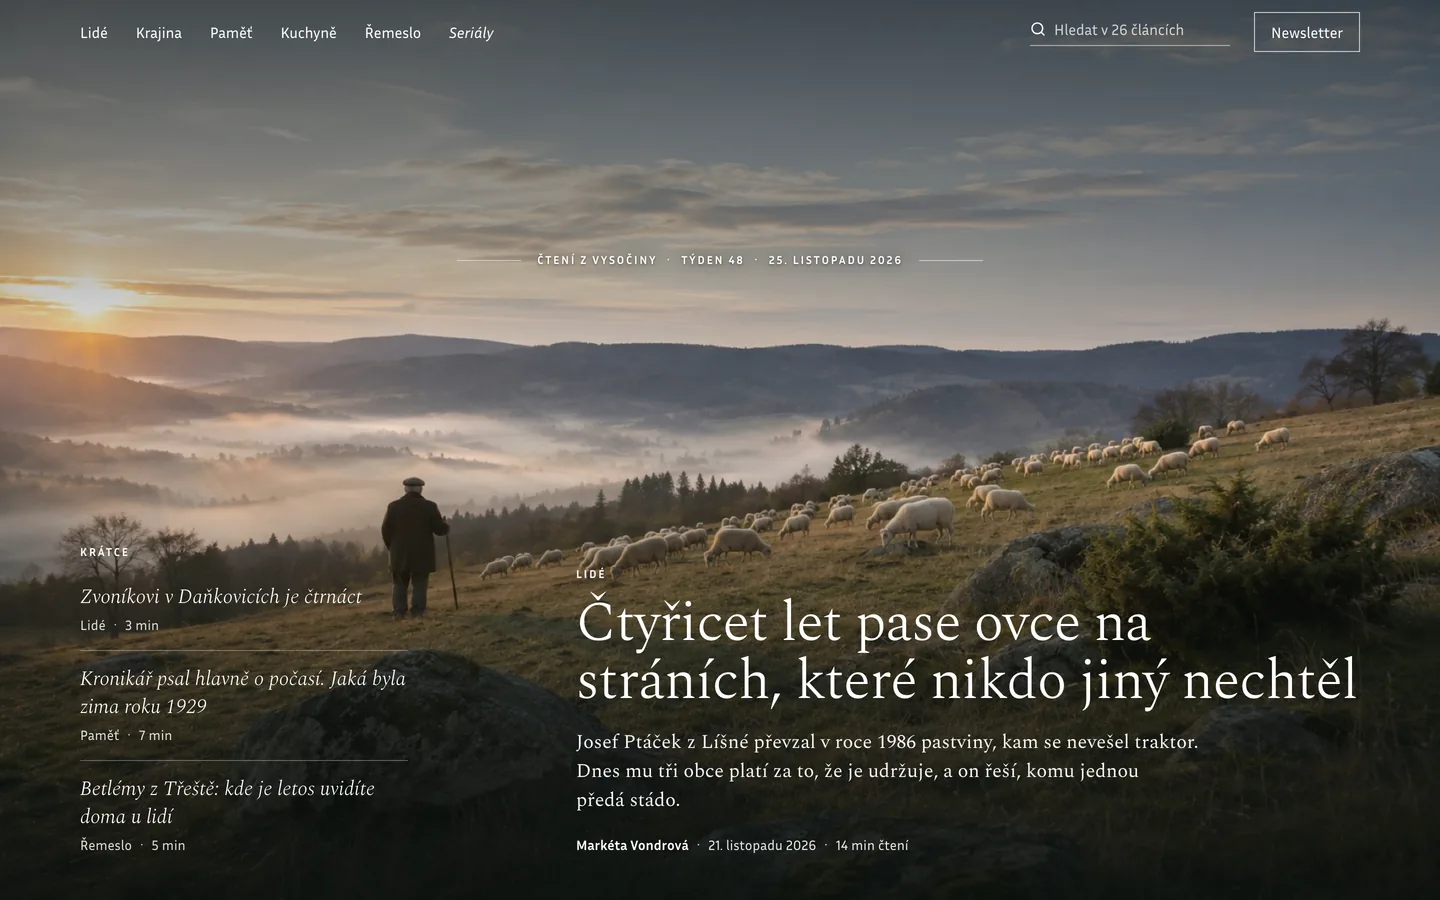 Lidé Krajina Paměť Kuchyně Řemeslo Seriály Hledat v 26 článcích Newsletter
ČTENÍ Z VYSOČINY · TÝDEN 48 · 25. LISTOPADU 2026
KRÁTCE
Zvoníkovi v Daňkovicích je čtrnáct
Lidé · 3 min
Kronikář psal hlavně o počasí. Jaká byla
zima roku 1929
Paměť · 7 min
Betlémy z Třeště: kde je letos uvidíte
doma u lidí
Řemeslo · 5 min
LIDÉ
Čtyřicet let pase ovce na
stráních, které nikdo jiný nechtěl
Josef Ptáček z Líšné převzal v roce 1986 pastviny, kam se nevešel traktor.
Dnes mu tři obce platí za to, že je udržuje, a on řeší, komu jednou
předá stádo.
Markéta Vondrová · 21. listopadu 2026 · 14 min čtení